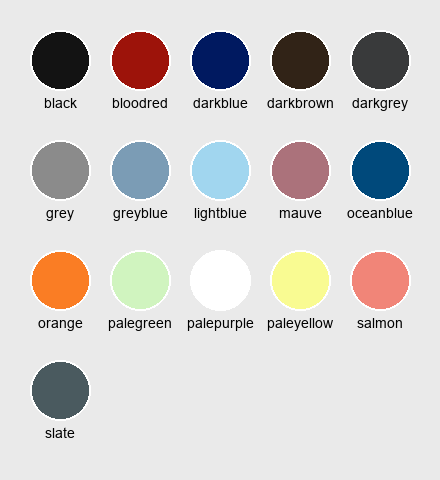 black bloodred darkblue darkbrown darkgrey
grey greyblue lightblue mauve oceanblue
orange palegreen palepurple paleyellow salmon
slate